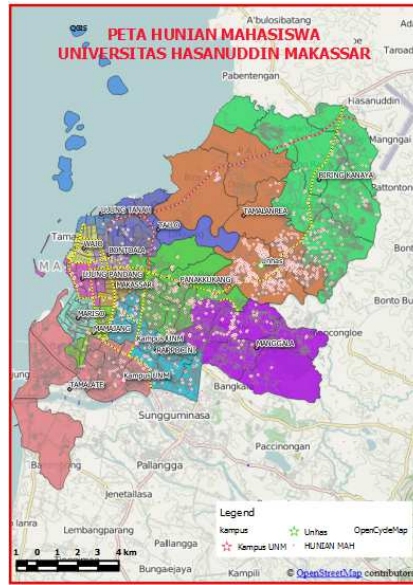 QGIS
PETA HUNIAN MAHASISWA
UNIVERSITAS HASANUDDIN MAKASSAR
A'bulosibatang
Pabentengan
Hasanuddin
BIRING KANAYA
UJUNG TANAH
TALLO
TAMALANREA
WAJO
BONTOALA
Unhas
UJUNG PANDANG
PANAKKUKANG
MAKASSAR
MARISO
MAMAJANG
Kampus UNM
RAPPOCINI
MANGGALA
Kampus UNM
TAMALATE
Sungguminasa
Paccinongan
Pallangga
Jenetallasa
Lembangparang
Pallangga
Bungaejaya
Kampili
Legend
kampus
Unhas
OpenCycleMap
Kampus UNM
HUNIAN MAH
1 0 1 2 3 4 km
© OpenStreetMap contributors